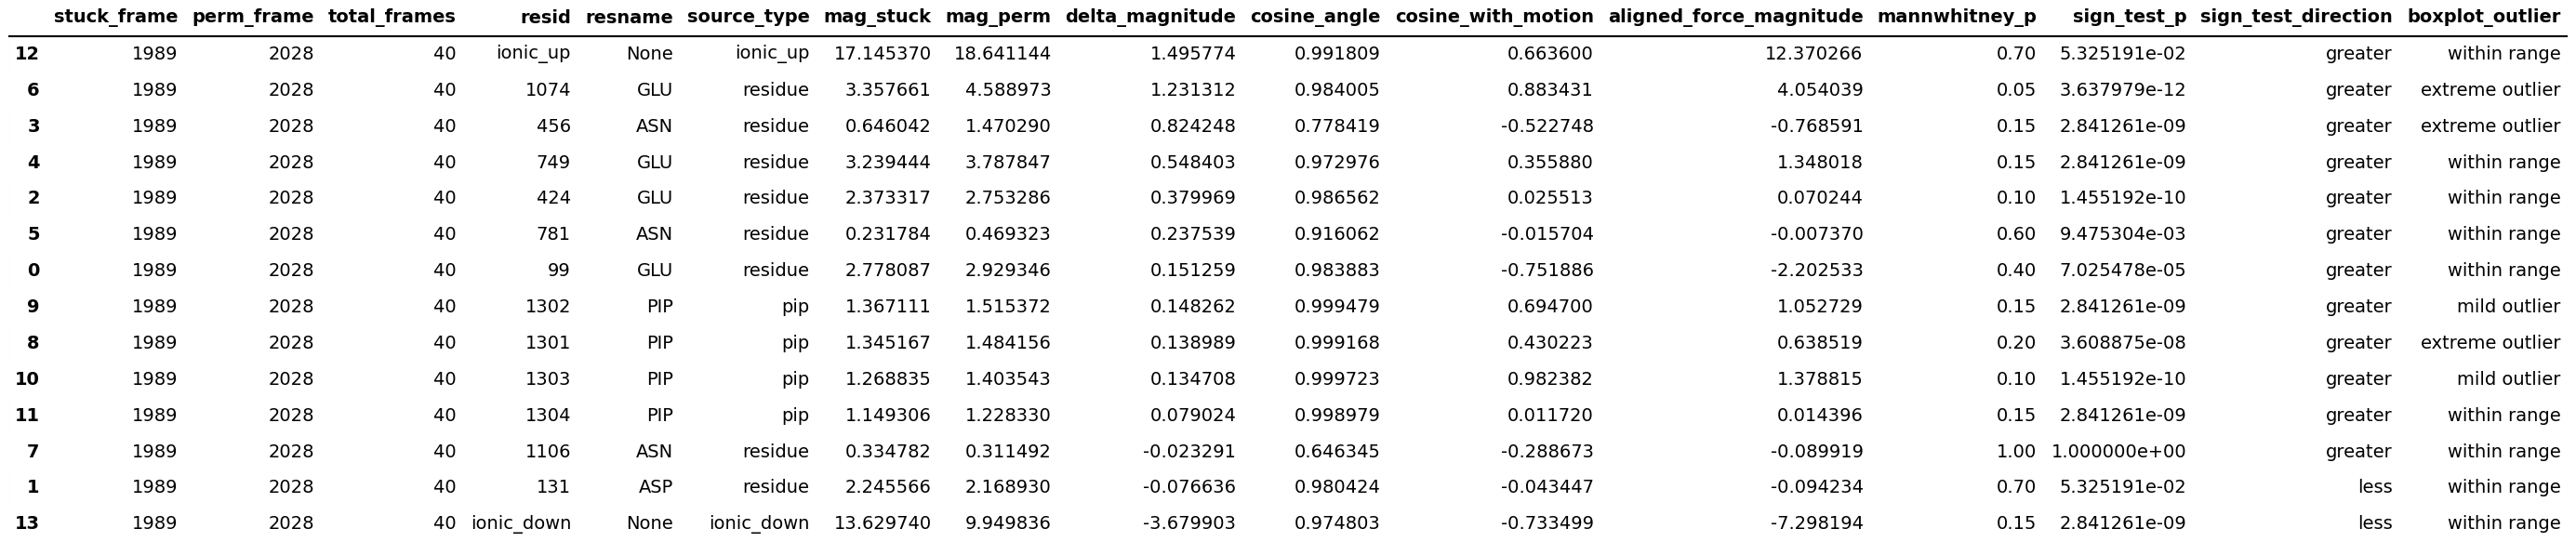 stuck_frame perm_frame total_frames resid resname source_type mag_stuck mag_perm delta_magnitude cosine_angle cosine_with_motion aligned_force_magnitude mannwhitney_p sign_test_p sign_test_direction boxplot_outlier
12 1989 2028 40 ionic_up None ionic_up 17.145370 18.641144 1.495774 0.991809 0.663600 12.370266 0.70 5.325191e-02 greater within range
6 1989 2028 40 1074 GLU residue 3.357661 4.588973 1.231312 0.984005 0.883431 4.054039 0.05 3.637979e-12 greater extreme outlier
3 1989 2028 40 456 ASN residue 0.646042 1.470290 0.824248 0.778419 -0.522748 -0.768591 0.15 2.841261e-09 greater extreme outlier
4 1989 2028 40 749 GLU residue 3.239444 3.787847 0.548403 0.972976 0.355880 1.348018 0.15 2.841261e-09 greater within range
2 1989 2028 40 424 GLU residue 2.373317 2.753286 0.379969 0.986562 0.025513 0.070244 0.10 1.455192e-10 greater within range
5 1989 2028 40 781 ASN residue 0.231784 0.469323 0.237539 0.916062 -0.015704 -0.007370 0.60 9.475304e-03 greater within range
0 1989 2028 40 99 GLU residue 2.778087 2.929346 0.151259 0.983883 -0.751886 -2.202533 0.40 7.025478e-05 greater within range
9 1989 2028 40 1302 PIP pip 1.367111 1.515372 0.148262 0.999479 0.694700 1.052729 0.15 2.841261e-09 greater mild outlier
8 1989 2028 40 1301 PIP pip 1.345167 1.484156 0.138989 0.999168 0.430223 0.638519 0.20 3.608875e-08 greater extreme outlier
10 1989 2028 40 1303 PIP pip 1.268835 1.403543 0.134708 0.999723 0.982382 1.378815 0.10 1.455192e-10 greater mild outlier
11 1989 2028 40 1304 PIP pip 1.149306 1.228330 0.079024 0.998979 0.011720 0.014396 0.15 2.841261e-09 greater within range
7 1989 2028 40 1106 ASN residue 0.334782 0.311492 -0.023291 0.646345 -0.288673 -0.089919 1.00 1.000000e+00 greater within range
1 1989 2028 40 131 ASP residue 2.245566 2.168930 -0.076636 0.980424 -0.043447 -0.094234 0.70 5.325191e-02 less within range
13 1989 2028 40 ionic_down None ionic_down 13.629740 9.949836 -3.679903 0.974803 -0.733499 -7.298194 0.15 2.841261e-09 less within range